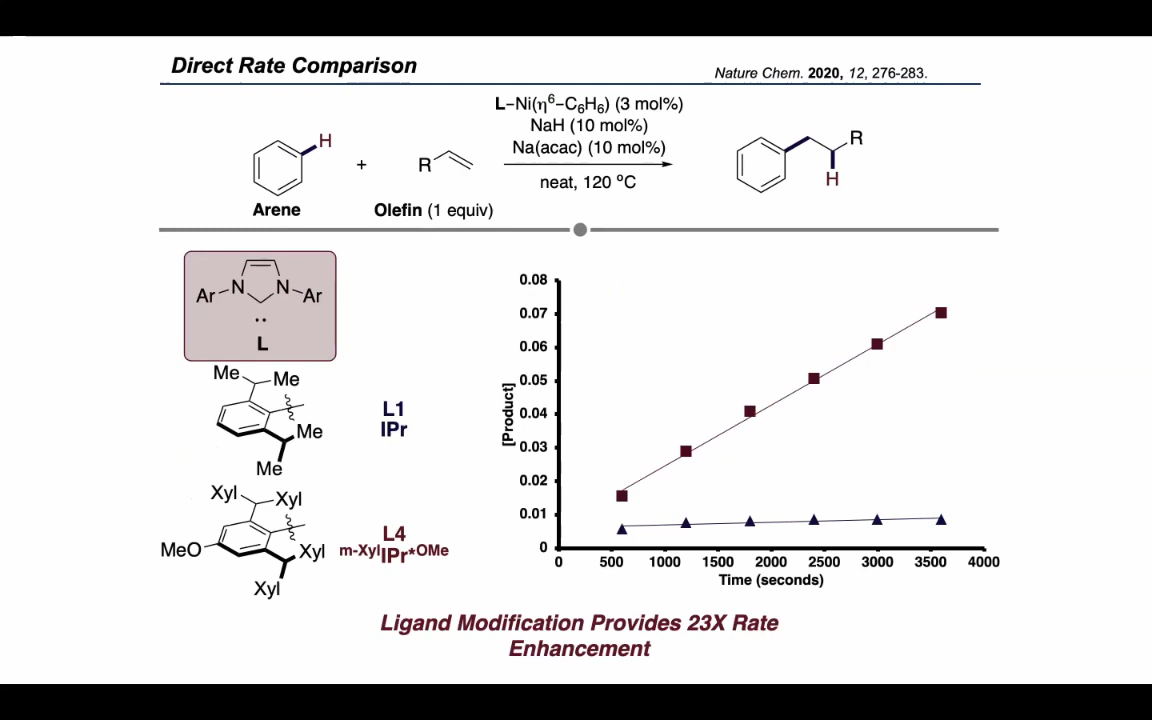 Direct Rate Comparison
Nature Chem. 2020, 12, 276-283.
L–Ni(η⁶–C₆H₆) (3 mol%)
NaH (10 mol%)
Na(acac) (10 mol%)
neat, 120 ºC
H
+
R
R
H
Arene
Olefin (1 equiv)
Ar
N
N
Ar
..
L
Me
Me
Me
Me
L1
IPr
Xyl
Xyl
MeO
Xyl
Xyl
L4
m-XylIPr*OMe
[Product]
0.08
0.07
0.06
0.05
0.04
0.03
0.02
0.01
0
0 500 1000 1500 2000 2500 3000 3500 4000
Time (seconds)
Ligand Modification Provides 23X Rate
Enhancement